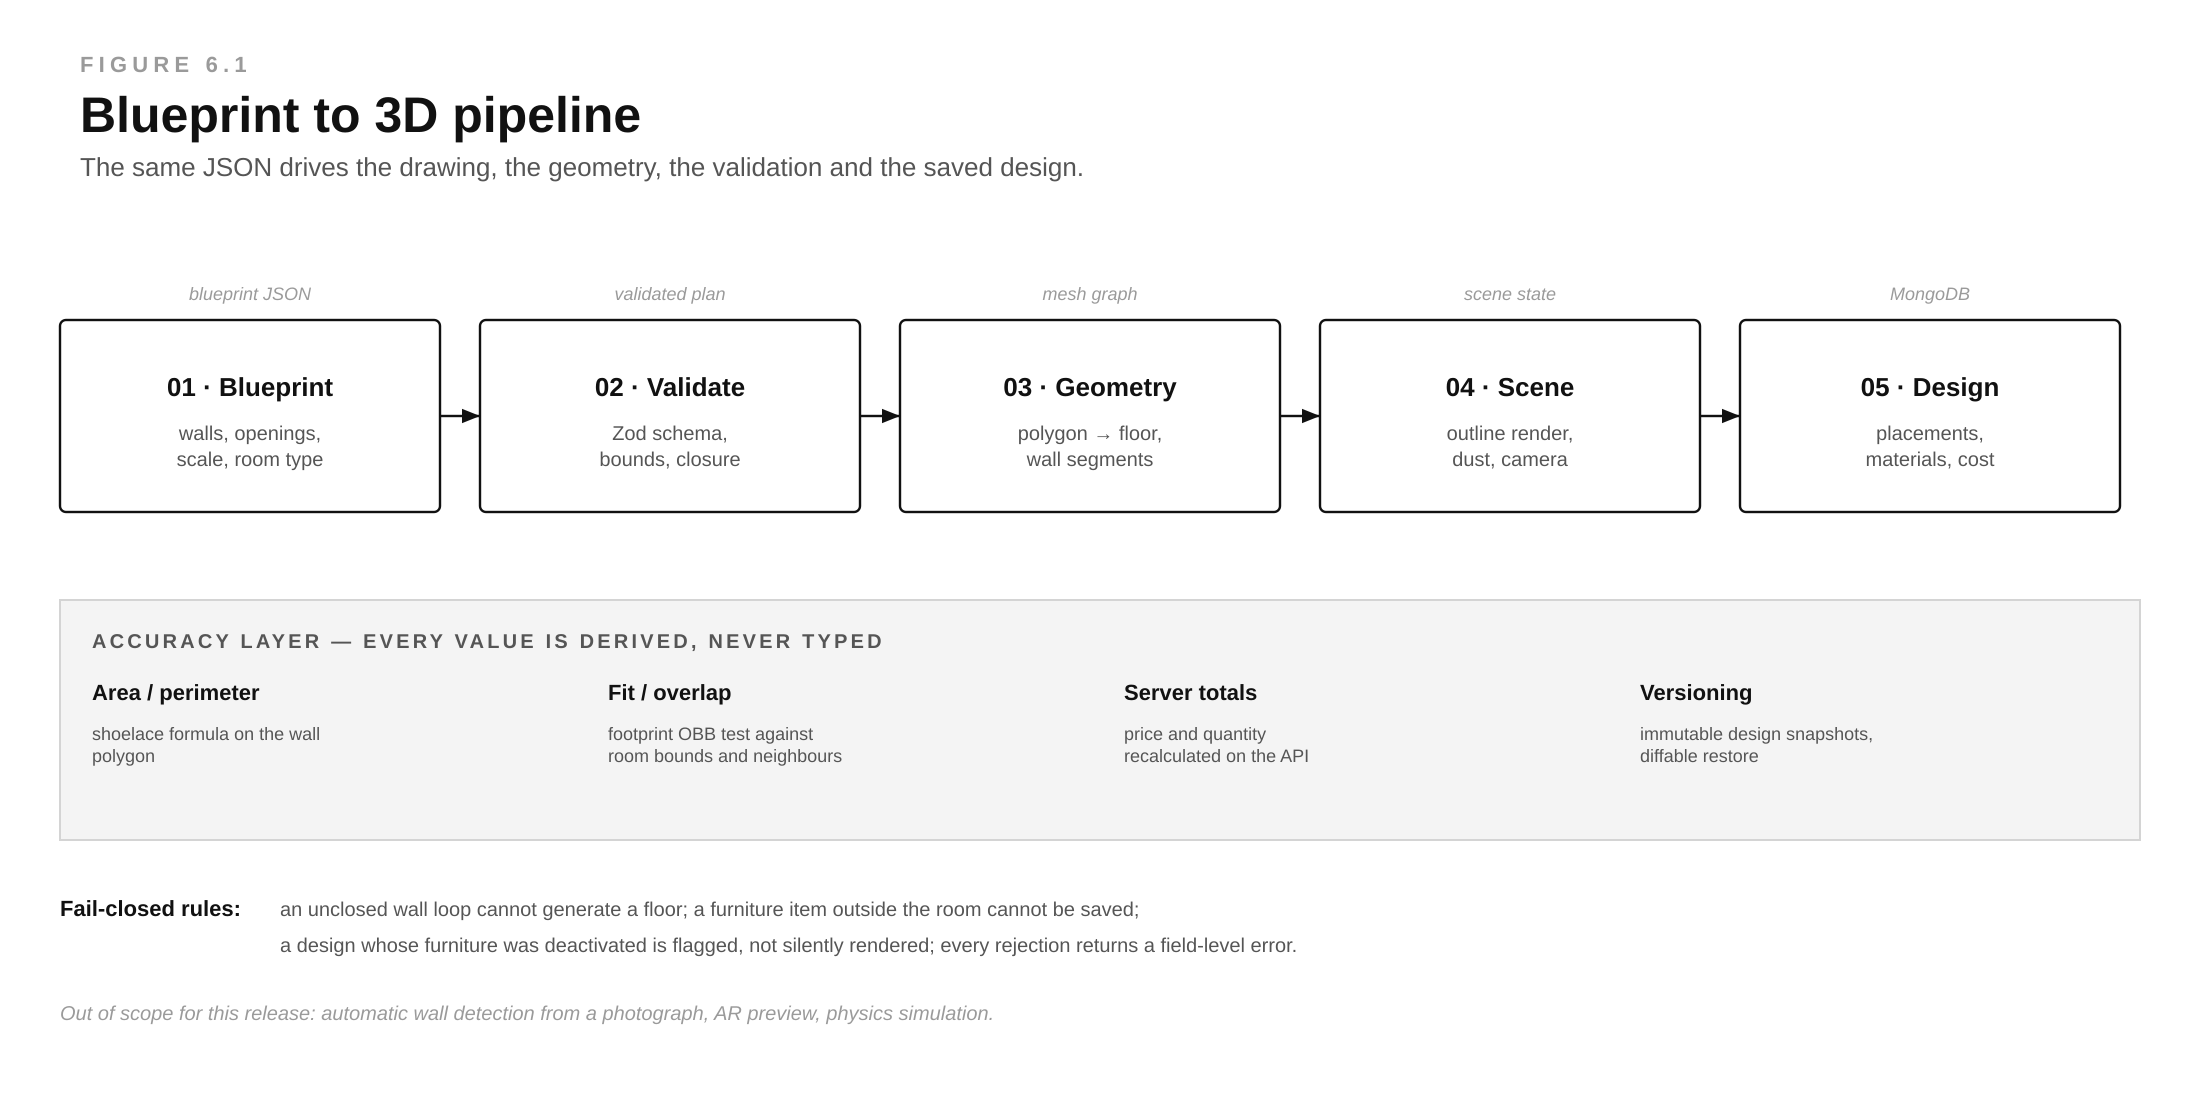 FIGURE 6.1
Blueprint to 3D pipeline
The same JSON drives the drawing, the geometry, the validation and the saved design.
blueprint JSON
01 · Blueprint
walls, openings,
scale, room type
validated plan
02 · Validate
Zod schema,
bounds, closure
mesh graph
03 · Geometry
polygon → floor,
wall segments
scene state
04 · Scene
outline render,
dust, camera
MongoDB
05 · Design
placements,
materials, cost
ACCURACY LAYER — EVERY VALUE IS DERIVED, NEVER TYPED
Area / perimeter
shoelace formula on the wall
polygon
Fit / overlap
footprint OBB test against
room bounds and neighbours
Server totals
price and quantity
recalculated on the API
Versioning
immutable design snapshots,
diffable restore
Fail-closed rules: an unclosed wall loop cannot generate a floor; a furniture item outside the room cannot be saved;
a design whose furniture was deactivated is flagged, not silently rendered; every rejection returns a field-level error.
Out of scope for this release: automatic wall detection from a photograph, AR preview, physics simulation.